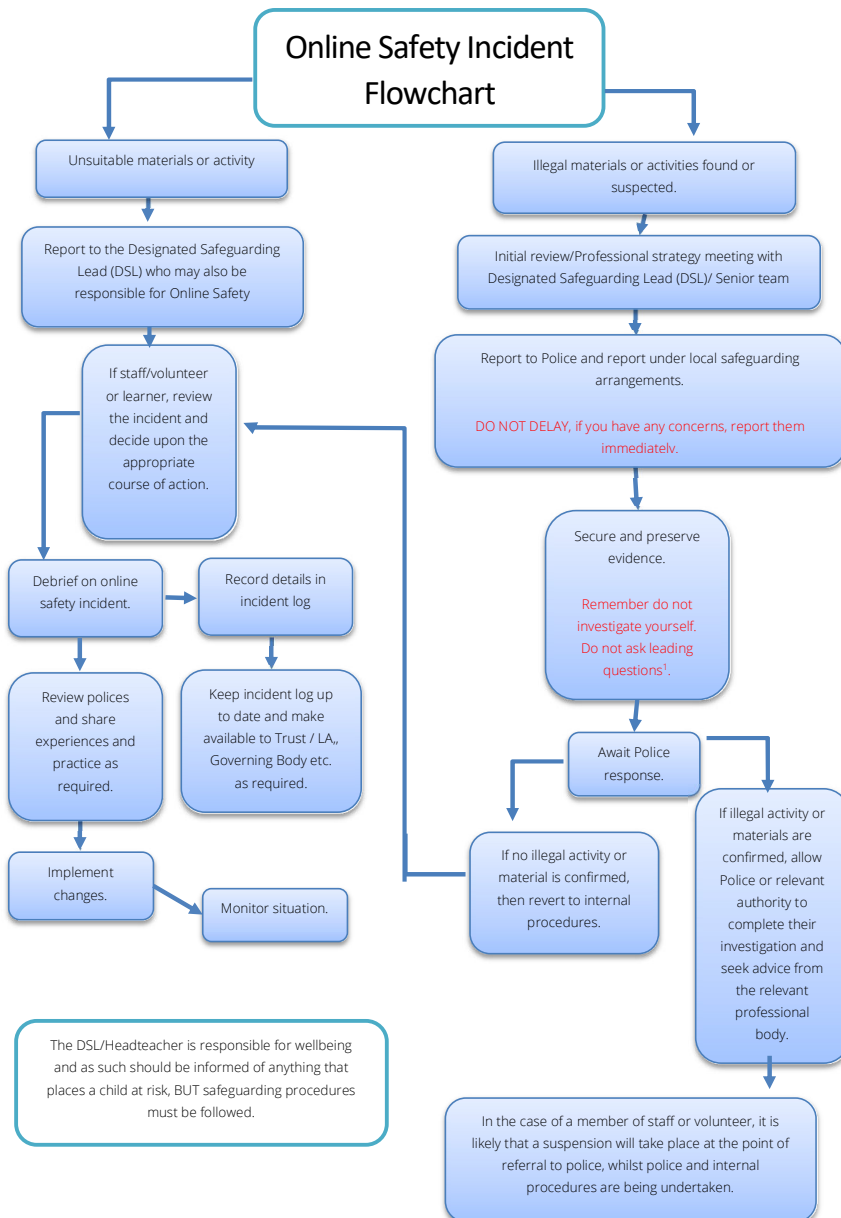 Online Safety Incident
Flowchart
Unsuitable materials or activity
Report to the Designated Safeguarding
Lead (DSL) who may also be
responsible for Online Safety
If staff/volunteer
or learner, review
the incident and
decide upon the
appropriate
course of action.
Debrief on online
safety incident.
Record details in
incident log
Review polices
and share
experiences and
practice as
required.
Keep incident log up
to date and make
available to Trust / LA,,
Governing Body etc.
as required.
Implement
changes.
Monitor situation.
The DSL/Headteacher is responsible for wellbeing
and as such should be informed of anything that
places a child at risk, BUT safeguarding procedures
must be followed.
Illegal materials or activities found or
suspected.
Initial review/Professional strategy meeting with
Designated Safeguarding Lead (DSL)/ Senior team
Report to Police and report under local safeguarding
arrangements.
DO NOT DELAY, if you have any concerns, report them
immediately.
Secure and preserve
evidence.
Remember do not
investigate yourself.
Do not ask leading
questions¹.
Await Police
response.
If no illegal activity or
material is confirmed,
then revert to internal
procedures.
If illegal activity or
materials are
confirmed, allow
Police or relevant
authority to
complete their
investigation and
seek advice from
the relevant
professional
body.
In the case of a member of staff or volunteer, it is
likely that a suspension will take place at the point of
referral to police, whilst police and internal
procedures are being undertaken.